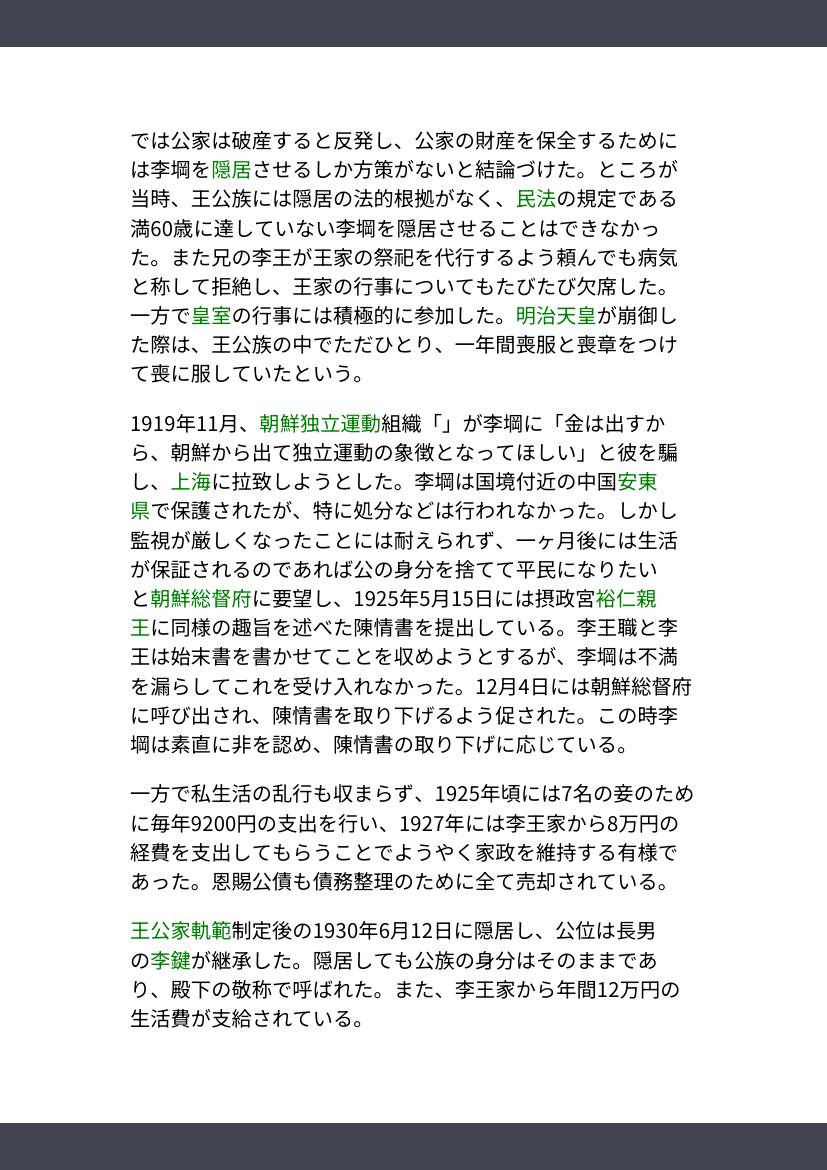 では公家は破産すると反発し、公家の財産を保全するために
は李堈を隠居させるしか方策がないと結論づけた。ところが
当時、王公族には隠居の法的根拠がなく、民法の規定である
満60歳に達していない李堈を隠居させることはできなかっ
た。また兄の李王が王家の祭祀を代行するよう頼んでも病気
と称して拒絶し、王家の行事についてもたびたび欠席した。
一方で皇室の行事には積極的に参加した。明治天皇が崩御し
た際は、王公族の中でただひとり、一年間喪服と喪章をつけ
て喪に服していたという。
1919年11月、朝鮮独立運動組織「」が李堈に「金は出すか
ら、朝鮮から出て独立運動の象徴となってほしい」と彼を騙
し、上海に拉致しようとした。李堈は国境付近の中国安東
県で保護されたが、特に処分などは行われなかった。しかし
監視が厳しくなったことには耐えられず、一ヶ月後には生活
が保証されるのであれば公の身分を捨てて平民になりたい
と朝鮮総督府に要望し、1925年5月15日には摂政宮裕仁親
王に同様の趣旨を述べた陳情書を提出している。李王職と李
王は始末書を書かせてことを収めようとするが、李堈は不満
を漏らしてこれを受け入れなかった。12月4日には朝鮮総督府
に呼び出され、陳情書を取り下げるよう促された。この時李
堈は素直に非を認め、陳情書の取り下げに応じている。
一方で私生活の乱行も収まらず、1925年頃には7名の妾のため
に毎年9200円の支出を行い、1927年には李王家から8万円の
経費を支出してもらうことでようやく家政を維持する有様で
あった。恩賜公債も債務整理のために全て売却されている。
王公家軌範制定後の1930年6月12日に隠居し、公位は長男
の李鍵が継承した。隠居しても公族の身分はそのままであ
り、殿下の敬称で呼ばれた。また、李王家から年間12万円の
生活費が支給されている。